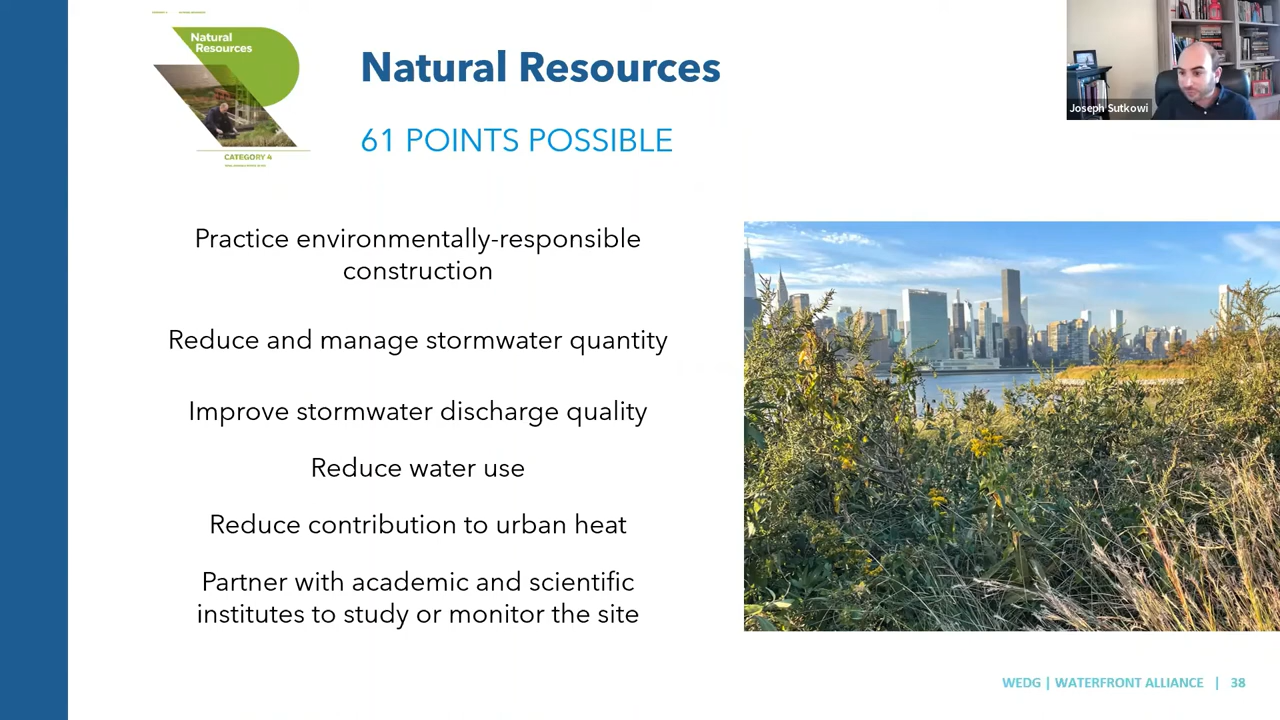 Natural
Resources
CATEGORY 4
Natural Resources
61 POINTS POSSIBLE
Joseph Sutkowi
Practice environmentally-responsible
construction
Reduce and manage stormwater quantity
Improve stormwater discharge quality
Reduce water use
Reduce contribution to urban heat
Partner with academic and scientific
institutes to study or monitor the site
WEDG | WATERFRONT ALLIANCE | 38